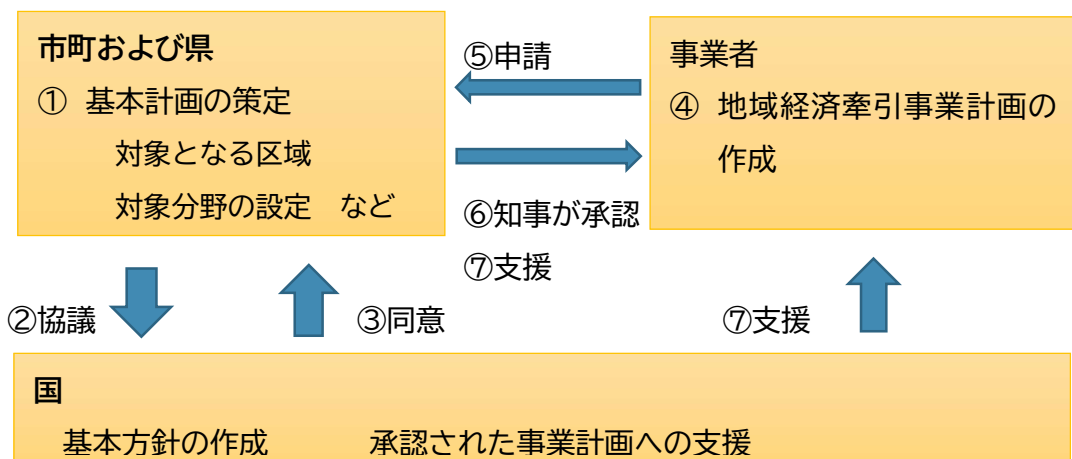 市町および県
① 基本計画の策定
対象となる区域
対象分野の設定 など
⑤申請
⑥知事が承認
⑦支援
事業者
④ 地域経済牽引事業計画の
作成
②協議
③同意
⑦支援
国
基本方針の作成 承認された事業計画への支援